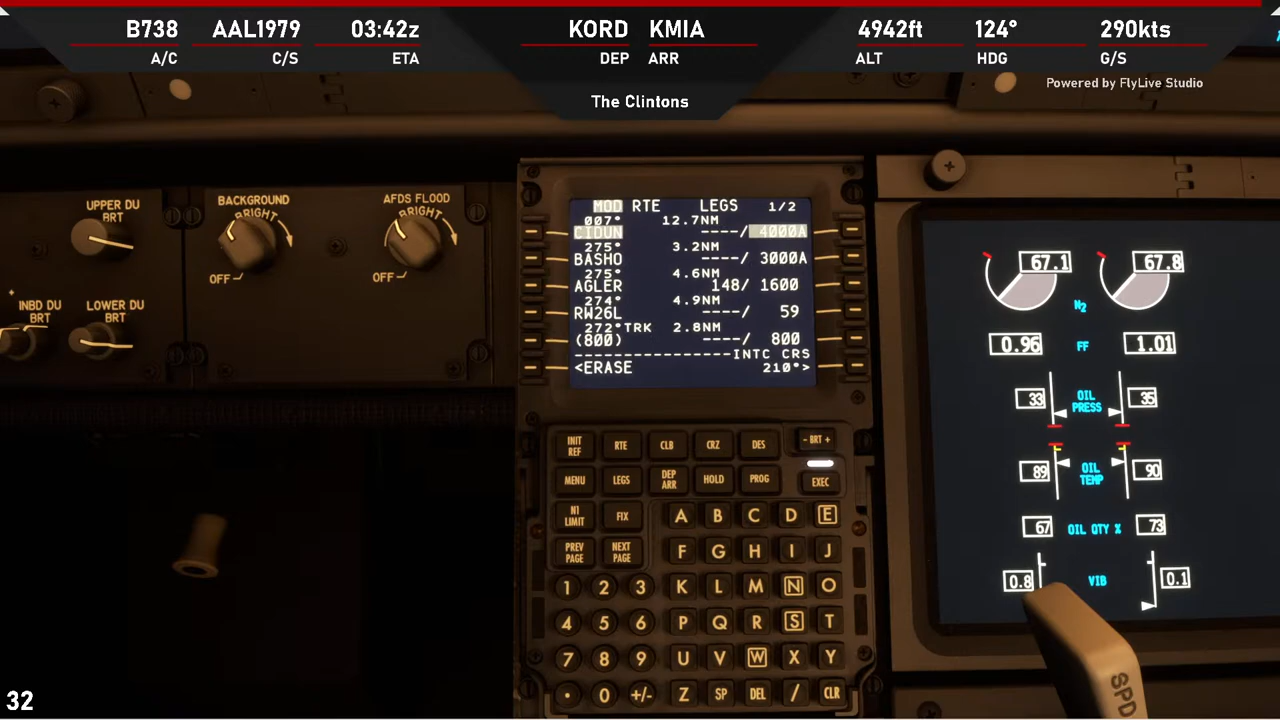 B738 AAL1979 03:42z KORD KMIA 4942ft 124° 290kts
A/C C/S ETA DEP ARR ALT HDG G/S
Powered by FlyLive Studio
The Clintons
UPPER DU
BRT
BACKGROUND
BRIGHT
OFF
AFDS FLOOD
BRIGHT
OFF
INBD DU
BRT
LOWER DU
BRT
MOD RTE LEGS 1/2
007° 12.7NM
CIDUN ----/ 4000A
275° 3.2NM
BASHO ----/ 3000A
275° 4.6NM
AGLER 148/ 1600
274° 4.9NM
RW26L ----/ 59
272°TRK 2.8NM
(800) ----/ 800
------------------INTC CRS
<ERASE 210°>
INIT REF RTE CLB CRZ DES - BRT +
MENU LEGS DEP ARR HOLD PROG EXEC
N1 LIMIT FIX A B C D E
PREV PAGE NEXT PAGE F G H I J
1 2 3 K L M N O
4 5 6 P Q R S T
7 8 9 U V W X Y
. 0 +/- Z SP DEL / CLR
67.1 67.8
N2
0.96 FF 1.01
33 OIL PRESS 35
89 OIL TEMP 90
67 OIL QTY % 73
0.8 VIB 0.1
SPD
32